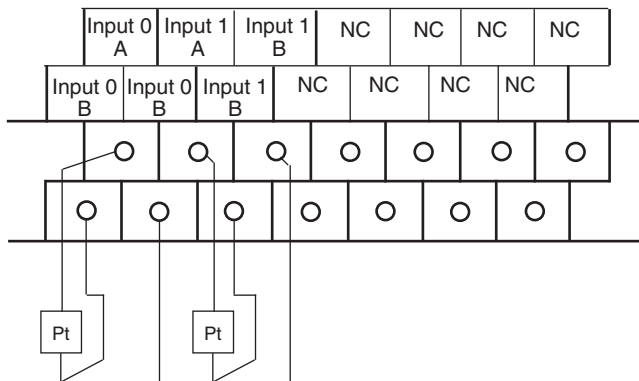 Input 0 Input 1 Input 1 NC NC NC NC
A A B
Input 0 Input 0 Input 1 NC NC NC NC
B B B
Pt Pt